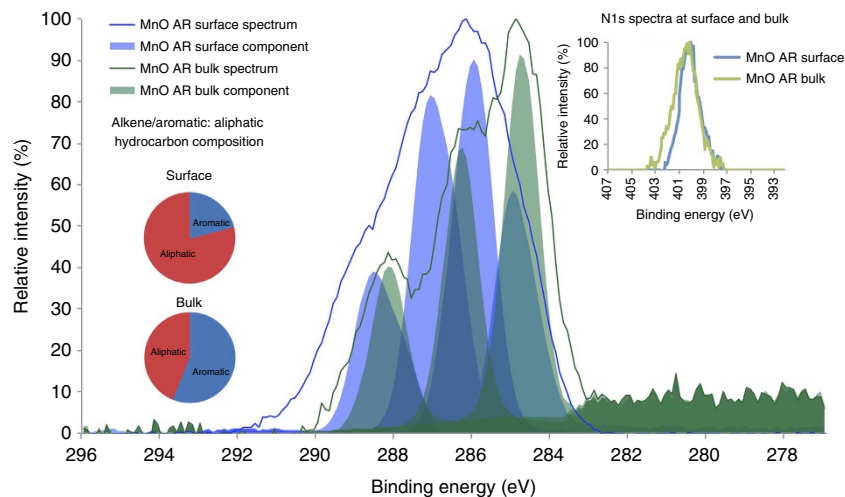 MnO AR surface spectrum
MnO AR surface component
MnO AR bulk spectrum
MnO AR bulk component
Alkene/aromatic: aliphatic
hydrocarbon composition
Surface
Aromatic
Aliphatic
Bulk
Aliphatic
Aromatic
Relative intensity (%)
100
90
80
70
60
50
40
30
20
10
0
296
294
292
290
288
286
284
282
280
278
Binding energy (eV)
N1s spectra at surface and bulk
MnO AR surface
MnO AR bulk
Relative intensity (%)
100
80
60
40
20
0
407
405
403
401
399
397
395
393
Binding energy (eV)